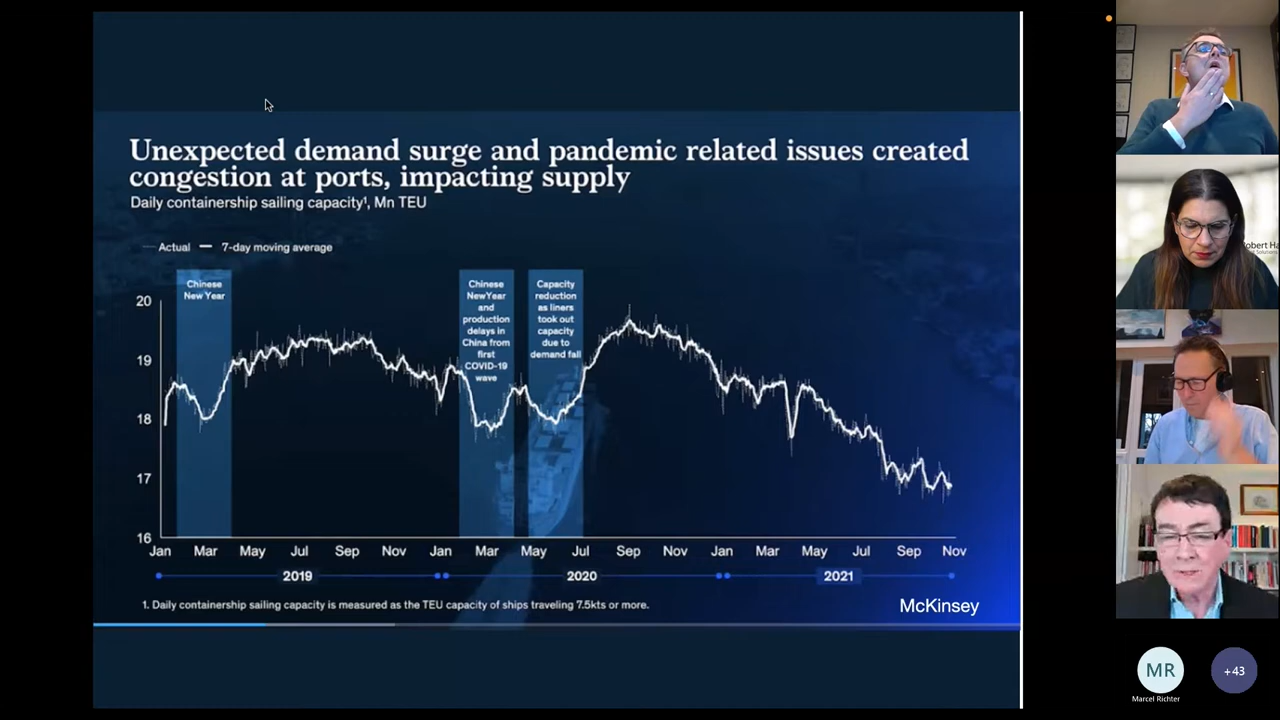 Unexpected demand surge and pandemic related issues created
congestion at ports, impacting supply
Daily containership sailing capacity¹, Mn TEU
Actual
7-day moving average
Chinese
New Year
Chinese
NewYear
and
production
delays in
China from
first
COVID-19
wave
Capacity
reduction
as liners
took out
capacity
due to
demand fall
20
19
18
17
16
Jan Mar May Jul Sep Nov Jan Mar May Jul Sep Nov Jan Mar May Jul Sep Nov
2019 2020 2021
1. Daily containership sailing capacity is measured as the TEU capacity of ships traveling 7.5kts or more.
McKinsey
MR
+43
Marcel Richter